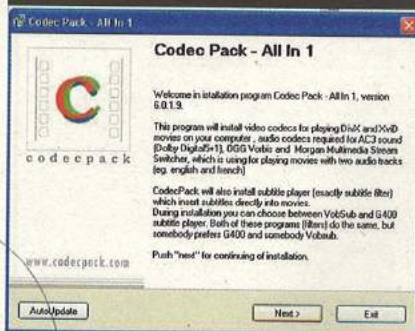 Codec Pack - All In 1
Codec Pack - All In 1
Welcome in istallation program Codec Pack - All In 1, version
6.0.1.9.
This program will install video codecs for playing DivX and XviD
movies on your computer , audio codecs required for AC3 sound
(Dolby Digital5+1), OGG Vorbis and Morgan Multimedia Stream
Switcher, which is using for playing movies with two audio tracks
(eg. english and french)
CodecPack will also install subtitle player (esactly subtitle filter)
which insert subtitles directly into movies.
During installation you can choose between VobSub and G400
subtitle player. Both of these programs (filters) do the same, but
somebody prefers G400 and somebody Vobsub.
Push "next" for continuing of installation.
C
codecpack
www.codecpack.com
AutoUpdate
Next >
Exit